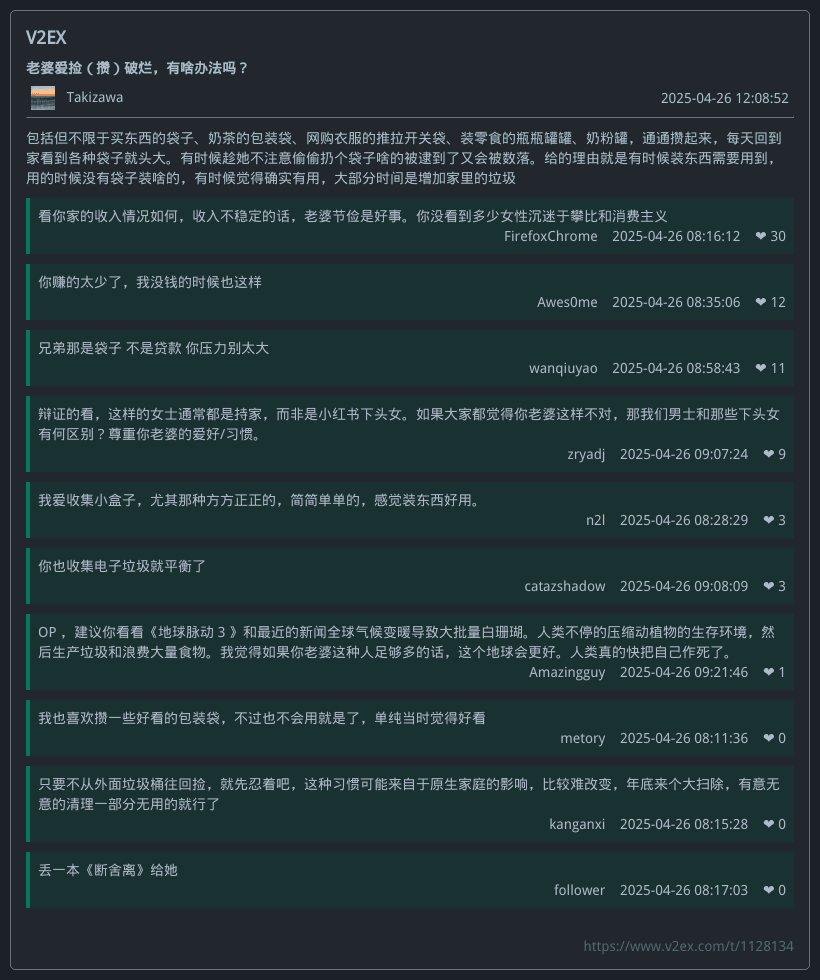 V2EX
老婆爱捡（攒）破烂，有啥办法吗？
Takizawa 2025-04-26 12:08:52
包括但不限于买东西的袋子、奶茶的包装袋、网购衣服的推拉开关袋、装零食的瓶瓶罐罐、奶粉罐，通通攒起来，每天回到
家看到各种袋子就头大。有时候趁她不注意偷偷扔个袋子啥的被逮到了又会被数落。给的理由就是有时候装东西需要用到，
用的时候没有袋子装啥的，有时候觉得确实有用，大部分时间是增加家里的垃圾
看你家的收入情况如何，收入不稳定的话，老婆节俭是好事。你没看到多少女性沉迷于攀比和消费主义
FirefoxChrome 2025-04-26 08:16:12 ❤ 30
你赚的太少了，我没钱的时候也这样
Awes0me 2025-04-26 08:35:06 ❤ 12
兄弟那是袋子 不是贷款 你压力别太大
wanqiuyao 2025-04-26 08:58:43 ❤ 11
辩证的看，这样的女士通常都是持家，而非是小红书下头女。如果大家都觉得你老婆这样不对，那我们男士和那些下头女
有何区别？尊重你老婆的爱好/习惯。
zryadj 2025-04-26 09:07:24 ❤ 9
我爱收集小盒子，尤其那种方方正正的，简简单单的，感觉装东西好用。
n2l 2025-04-26 08:28:29 ❤ 3
你也收集电子垃圾就平衡了
catazshadow 2025-04-26 09:08:09 ❤ 3
OP ，建议你看看《地球脉动 3 》和最近的新闻全球气候变暖导致大批量白珊瑚。人类不停的压缩动植物的生存环境，然
后生产垃圾和浪费大量食物。我觉得如果你老婆这种人足够多的话，这个地球会更好。人类真的快把自己作死了。
Amazingguy 2025-04-26 09:21:46 ❤ 1
我也喜欢攒一些好看的包装袋，不过也不会用就是了，单纯当时觉得好看
metory 2025-04-26 08:11:36 ❤ 0
只要不从外面垃圾桶往回捡，就先忍着吧，这种习惯可能来自于原生家庭的影响，比较难改变，年底来个大扫除，有意无
意的清理一部分无用的就行了
kanganxi 2025-04-26 08:15:28 ❤ 0
丢一本《断舍离》给她
follower 2025-04-26 08:17:03 ❤ 0
https://www.v2ex.com/t/1128134